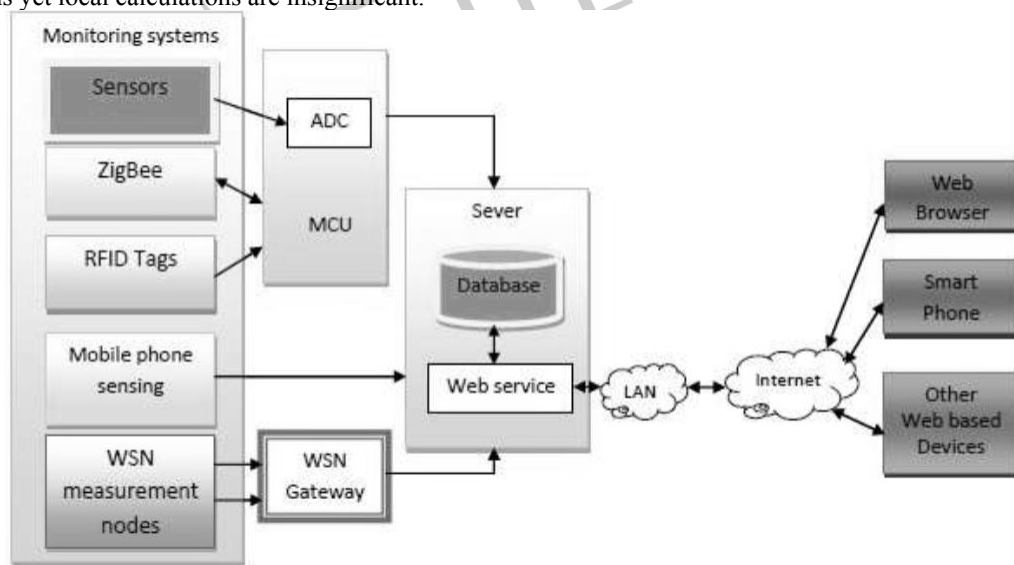 s yet local calculations are insignificant.
Monitoring systems
Sensors
ZigBee
RFID Tags
Mobile phone
sensing
WSN
measurement
nodes
ADC
MCU
WSN
Gateway
Sever
Database
Web service
LAN
Internet
Web
Browser
Smart
Phone
Other
Web based
Devices